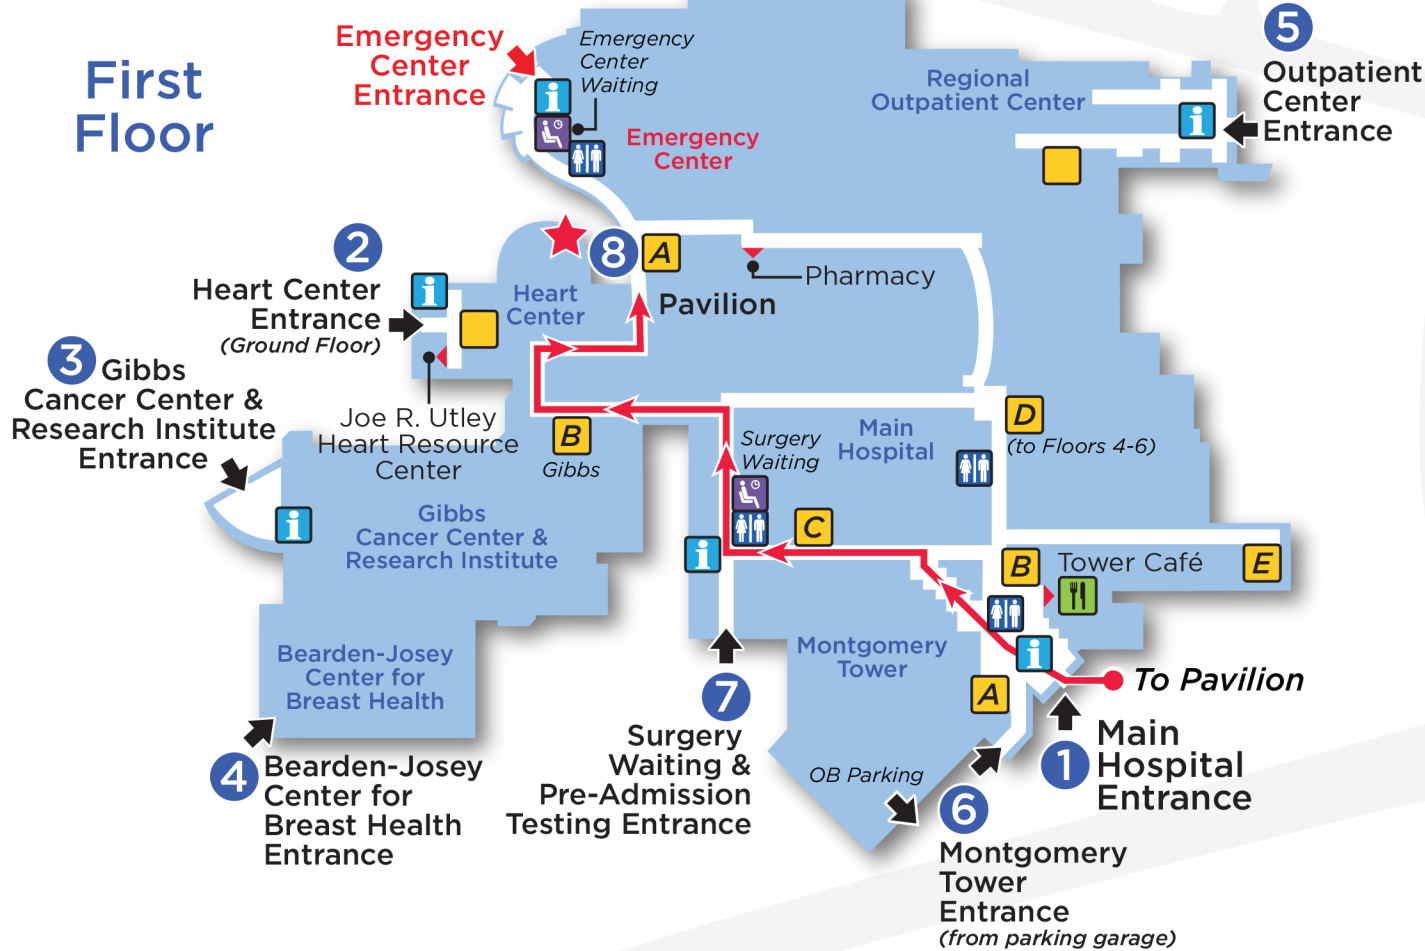 First
Floor
Emergency
Center
Entrance
Emergency
Center
Waiting
Emergency
Center
Regional
Outpatient Center
5
Outpatient
Center
Entrance
2
Heart Center
Entrance
(Ground Floor)
8
A
Pavilion
Pharmacy
Heart
Center
3
Gibbs
Cancer Center &
Research Institute
Entrance
Joe R. Utley
Heart Resource
Center
B
Gibbs
Surgery
Waiting
Main
Hospital
D
(to Floors 4-6)
Gibbs
Cancer Center &
Research Institute
C
B
Tower Café
E
Bearden-Josey
Center for
Breast Health
Montgomery
Tower
A
To Pavilion
4
Bearden-Josey
Center for
Breast Health
Entrance
7
Surgery
Waiting &
Pre-Admission
Testing Entrance
OB Parking
1
Main
Hospital
Entrance
6
Montgomery
Tower
Entrance
(from parking garage)
i
i
i
i
i
i